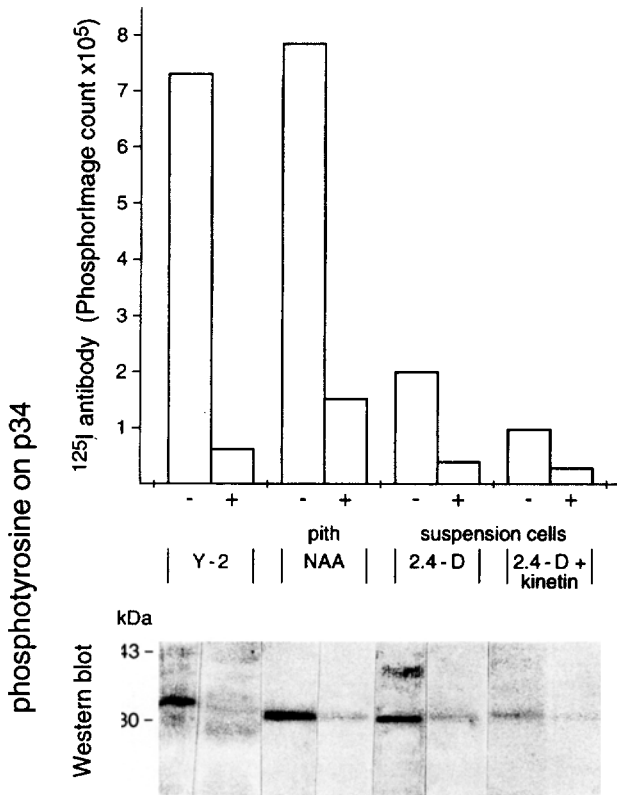 phosphotyrosine on p34
125I antibody (PhosphorImage count x10⁵)
8
7
6
5
4
3
2
1
- + - + - + - +
pith suspension cells
Y - 2 NAA 2.4 - D 2.4 - D +
kinetin
kDa
43 –
30 –
Western blot